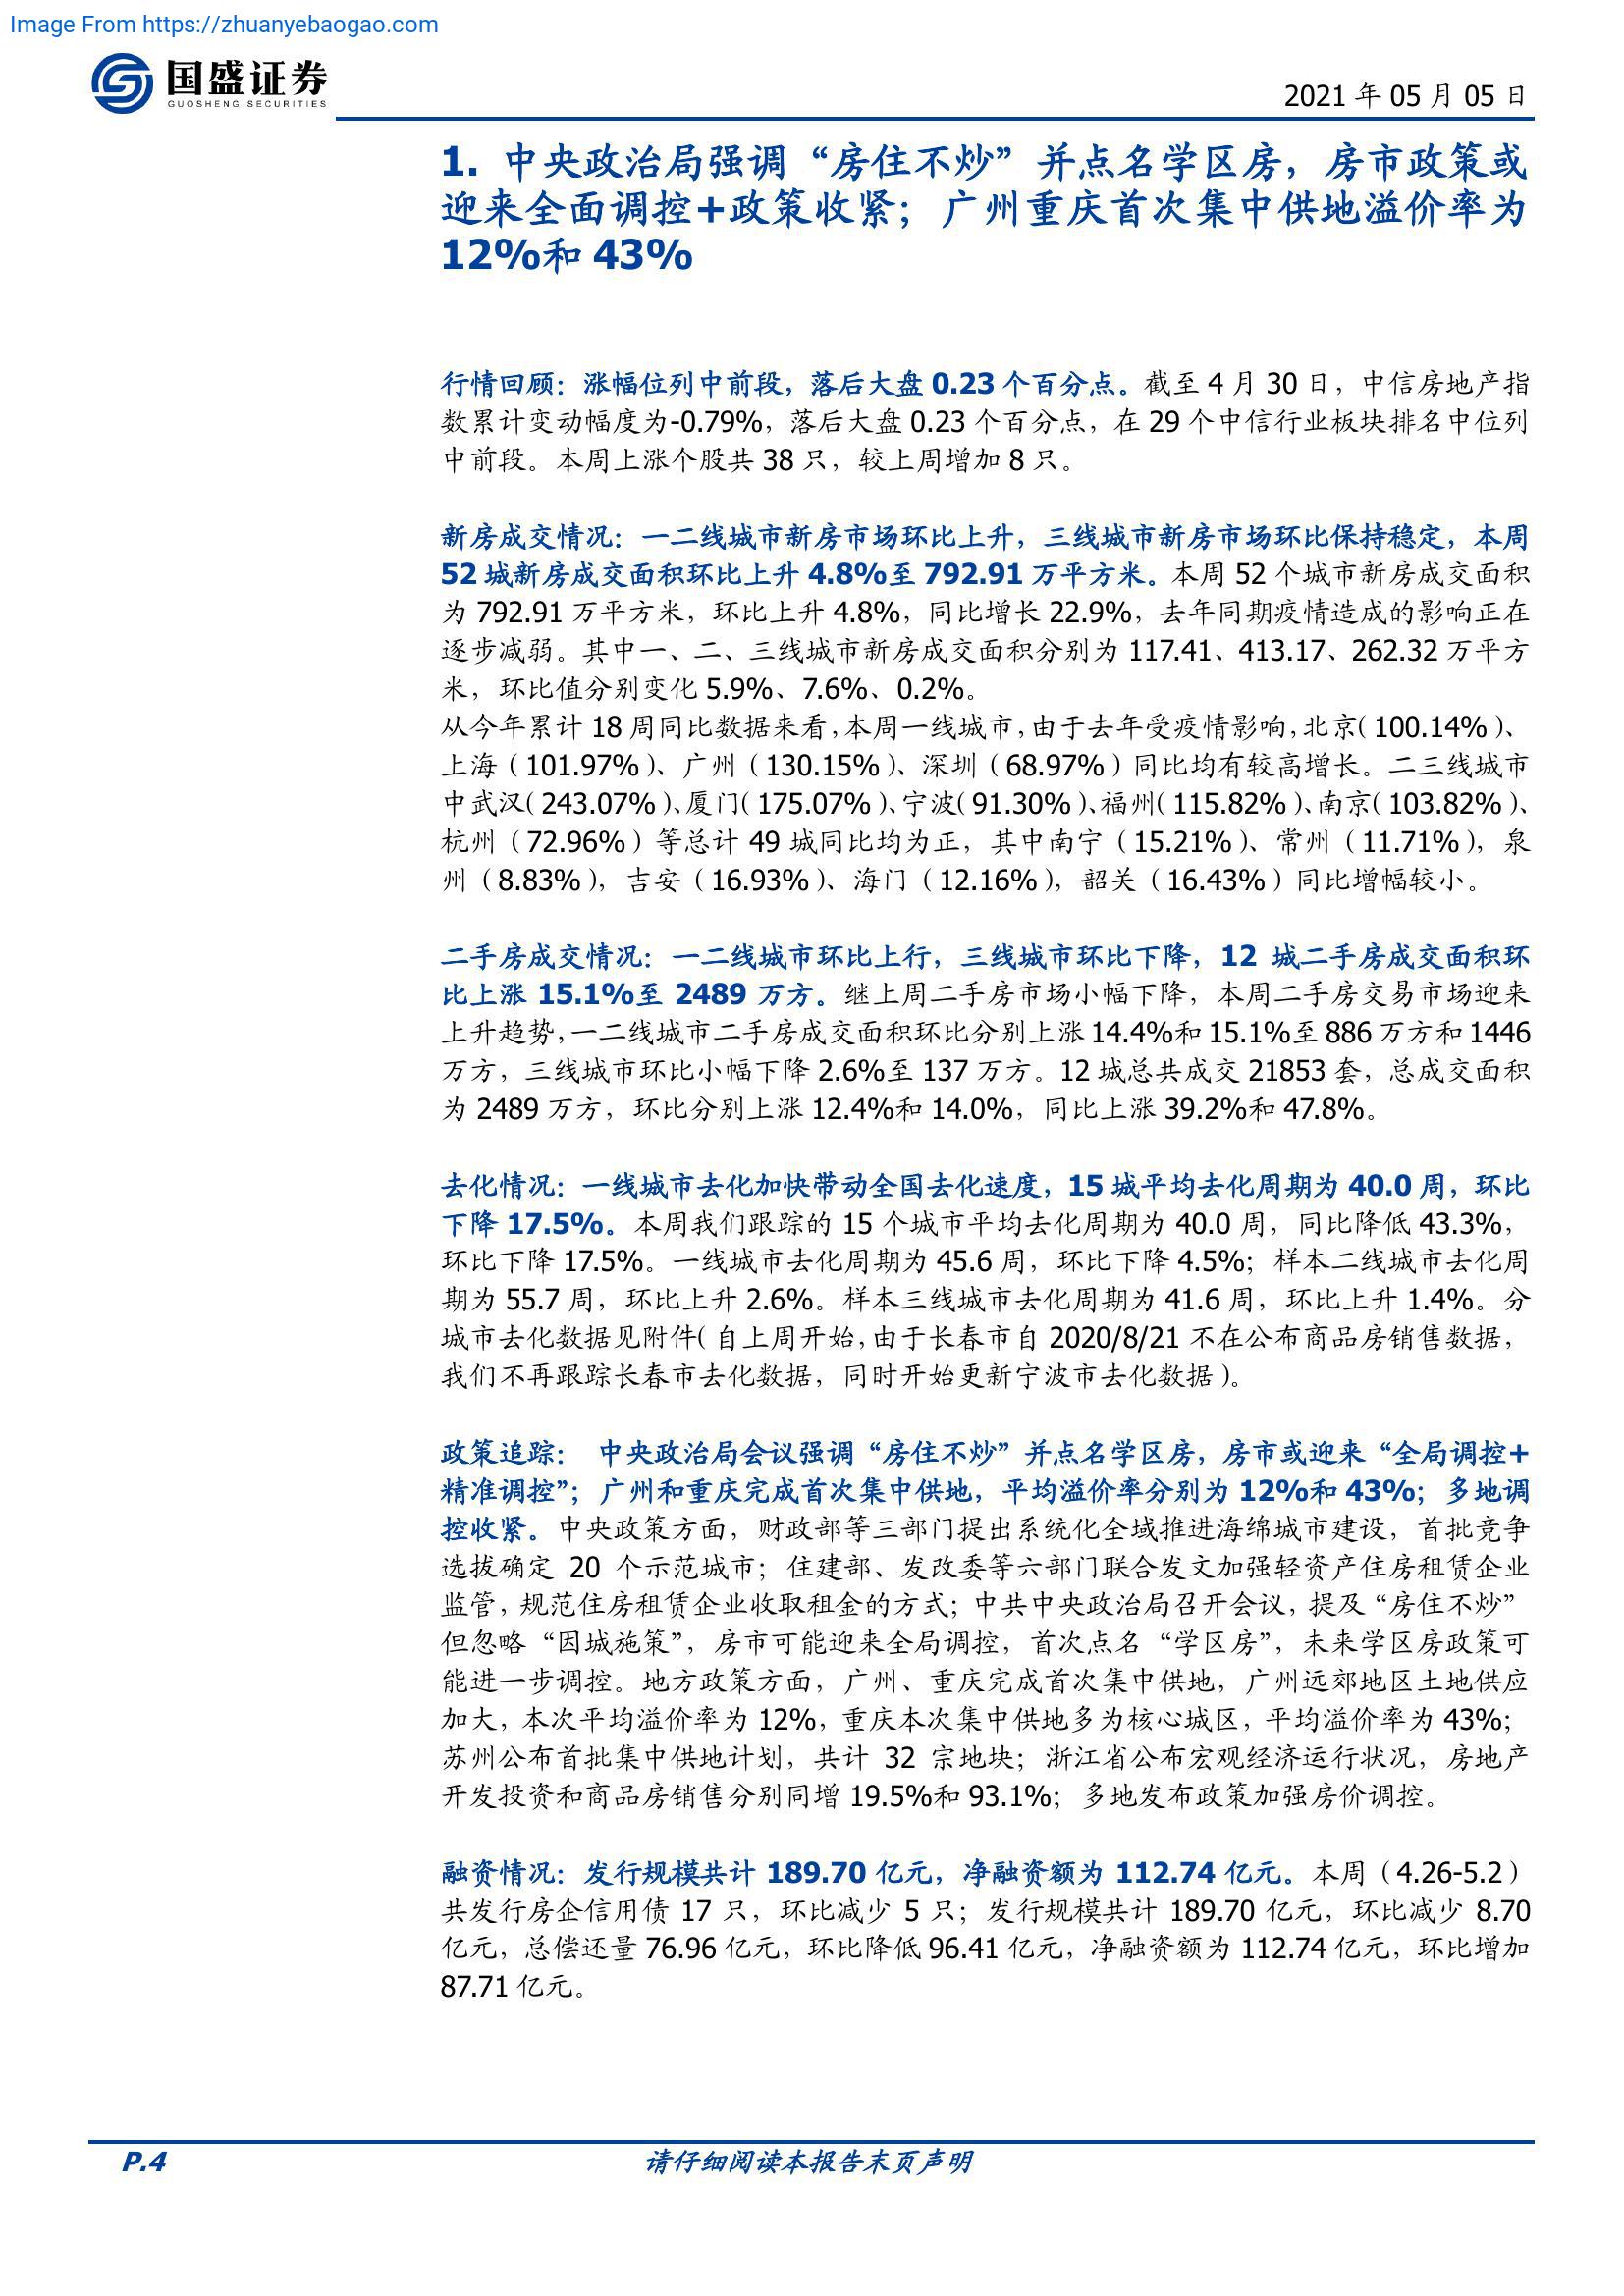 Image From https://zhuanyebaogao.com
国盛证券
GUOSHENG SECURITIES
2021 年 05 月 05 日
1. 中央政治局强调“房住不炒”并点名学区房，房市政策或
迎来全面调控+政策收紧；广州重庆首次集中供地溢价率为
12%和 43%
行情回顾：涨幅位列中前段，落后大盘 0.23 个百分点。截至 4 月 30 日，中信房地产指
数累计变动幅度为-0.79%，落后大盘 0.23 个百分点，在 29 个中信行业板块排名中位列
中前段。本周上涨个股共 38 只，较上周增加 8 只。
新房成交情况：一二线城市新房市场环比上升，三线城市新房市场环比保持稳定，本周
52 城新房成交面积环比上升 4.8%至 792.91 万平方米。本周 52 个城市新房成交面积
为 792.91 万平方米，环比上升 4.8%，同比增长 22.9%，去年同期疫情造成的影响正在
逐步减弱。其中一、二、三线城市新房成交面积分别为 117.41、413.17、262.32 万平方
米，环比值分别变化 5.9%、7.6%、0.2%。
从今年累计 18 周同比数据来看，本周一线城市，由于去年受疫情影响，北京（100.14%）、
上海（101.97%）、广州（130.15%）、深圳（68.97%）同比均有较高增长。二三线城市
中武汉（243.07%）、厦门（175.07%）、宁波（91.30%）、福州（115.82%）、南京（103.82%）、
杭州（72.96%）等总计 49 城同比均为正，其中南宁（15.21%）、常州（11.71%），泉
州（8.83%），吉安（16.93%）、海门（12.16%），韶关（16.43%）同比增幅较小。
二手房成交情况：一二线城市环比上行，三线城市环比下降，12 城二手房成交面积环
比上涨 15.1%至 2489 万方。继上周二手房市场小幅下降，本周二手房交易市场迎来
上升趋势，一二线城市二手房成交面积环比分别上涨 14.4%和 15.1%至 886 万方和 1446
万方，三线城市环比小幅下降 2.6%至 137 万方。12 城总共成交 21853 套，总成交面积
为 2489 万方，环比分别上涨 12.4%和 14.0%，同比上涨 39.2%和 47.8%。
去化情况：一线城市去化加快带动全国去化速度，15 城平均去化周期为 40.0 周，环比
下降 17.5%。本周我们跟踪的 15 个城市平均去化周期为 40.0 周，同比降低 43.3%，
环比下降 17.5%。一线城市去化周期为 45.6 周，环比下降 4.5%；样本二线城市去化周
期为 55.7 周，环比上升 2.6%。样本三线城市去化周期为 41.6 周，环比上升 1.4%。分
城市去化数据见附件（自上周开始，由于长春市自 2020/8/21 不在公布商品房销售数据，
我们不再跟踪长春市去化数据，同时开始更新宁波市去化数据）。
政策追踪： 中央政治局会议强调“房住不炒”并点名学区房，房市或迎来“全局调控+
精准调控”；广州和重庆完成首次集中供地，平均溢价率分别为 12%和 43%；多地调
控收紧。中央政策方面，财政部等三部门提出系统化全域推进海绵城市建设，首批竞争
选拔确定 20 个示范城市；住建部、发改委等六部门联合发文加强轻资产住房租赁企业
监管，规范住房租赁企业收取租金的方式；中共中央政治局召开会议，提及“房住不炒”
但忽略“因城施策”，房市可能迎来全局调控，首次点名“学区房”，未来学区房政策可
能进一步调控。地方政策方面，广州、重庆完成首次集中供地，广州远郊地区土地供应
加大，本次平均溢价率为 12%，重庆本次集中供地多为核心城区，平均溢价率为 43%；
苏州公布首批集中供地计划，共计 32 宗地块；浙江省公布宏观经济运行状况，房地产
开发投资和商品房销售分别同增 19.5%和 93.1%；多地发布政策加强房价调控。
融资情况：发行规模共计 189.70 亿元，净融资额为 112.74 亿元。本周（4.26-5.2）
共发行房企信用债 17 只，环比减少 5 只；发行规模共计 189.70 亿元，环比减少 8.70
亿元，总偿还量 76.96 亿元，环比降低 96.41 亿元，净融资额为 112.74 亿元，环比增加
87.71 亿元。
P.4
请仔细阅读本报告末页声明